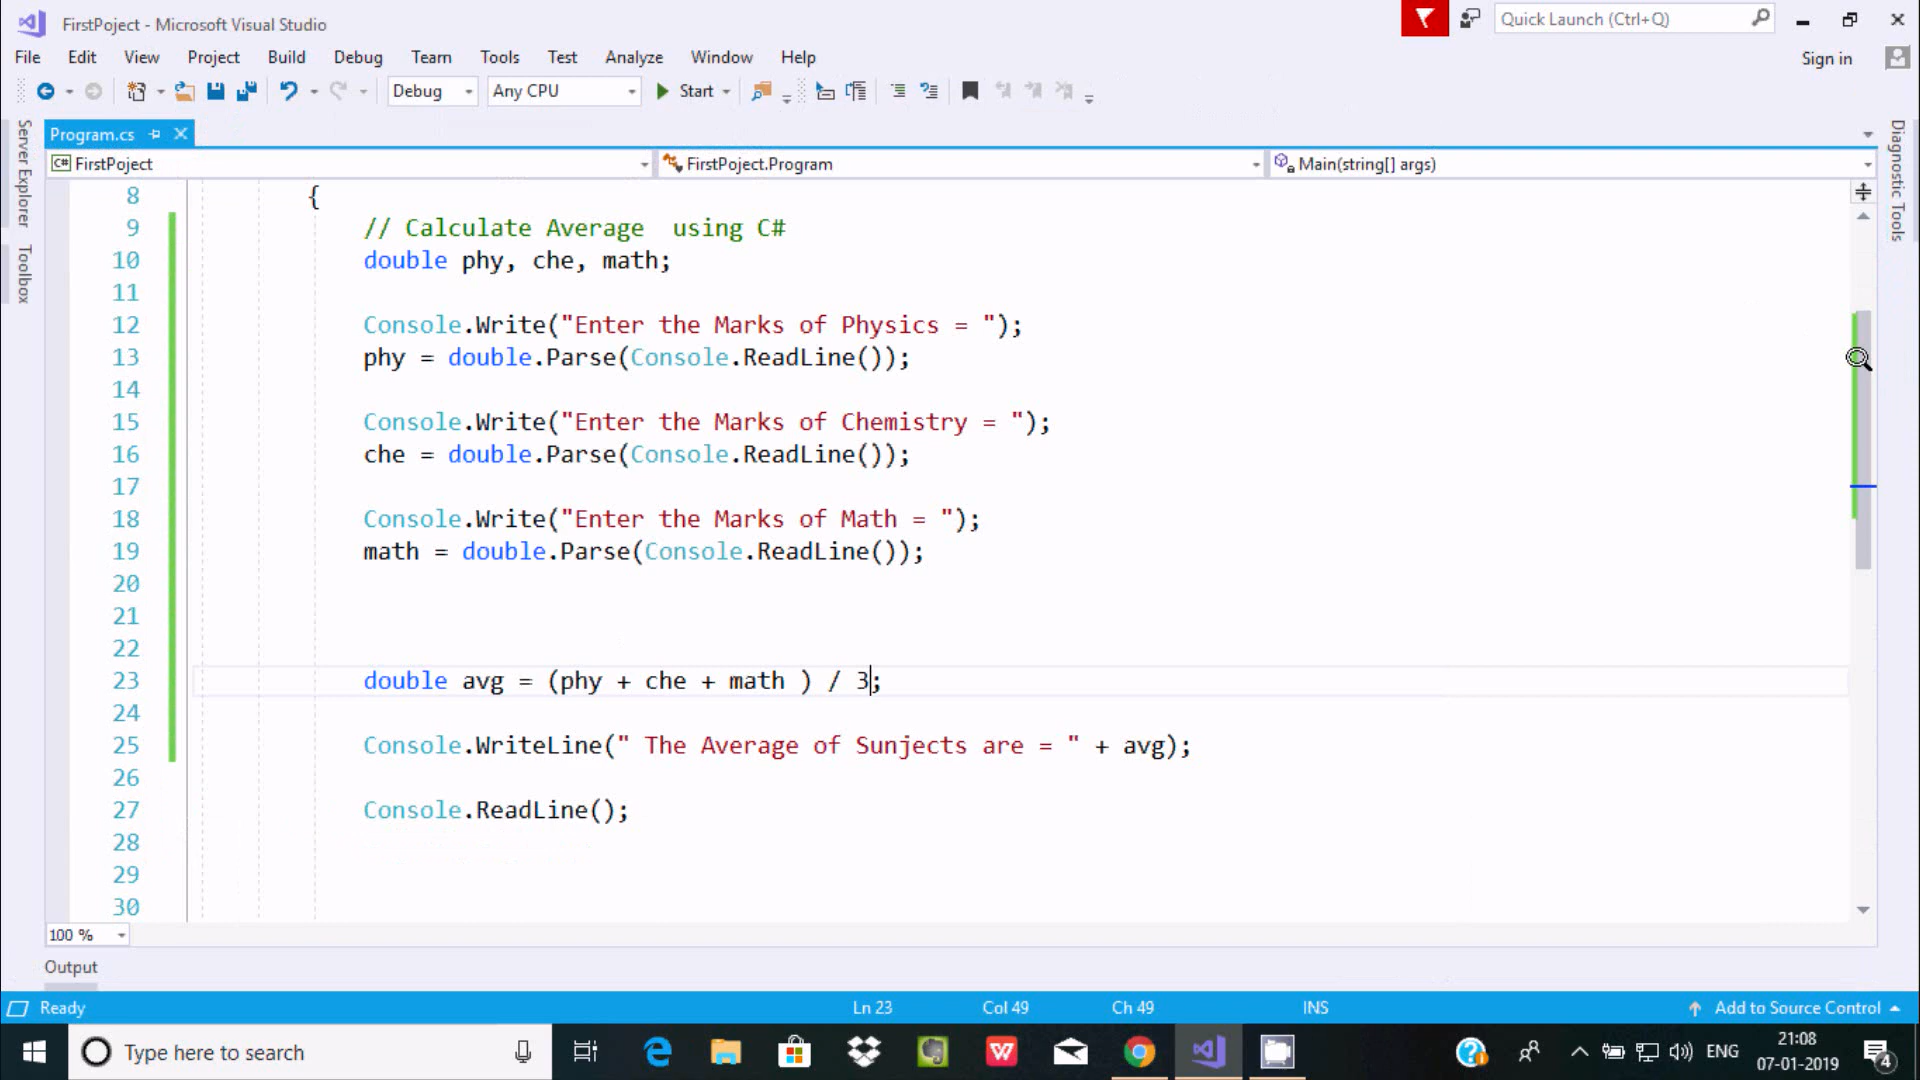 FirstPoject - Microsoft Visual Studio
Quick Launch (Ctrl+Q)
File Edit View Project Build Debug Team Tools Test Analyze Window Help
Sign in
Debug Any CPU Start
Server Explorer
Toolbox
Program.cs
Diagnostic Tools
C# FirstPoject FirstPoject.Program Main(string[] args)
8 {
9 // Calculate Average  using C#
10 double phy, che, math;
11
12 Console.Write("Enter the Marks of Physics = ");
13 phy = double.Parse(Console.ReadLine());
14
15 Console.Write("Enter the Marks of Chemistry = ");
16 che = double.Parse(Console.ReadLine());
17
18 Console.Write("Enter the Marks of Math = ");
19 math = double.Parse(Console.ReadLine());
20
21
22
23 double avg = (phy + che + math ) / 3;
24
25 Console.WriteLine(" The Average of Sunjects are = " + avg);
26
27 Console.ReadLine();
28
29
30
100 %
Output
Ready Ln 23 Col 49 Ch 49 INS Add to Source Control
Type here to search
ENG
21:08
07-01-2019
4